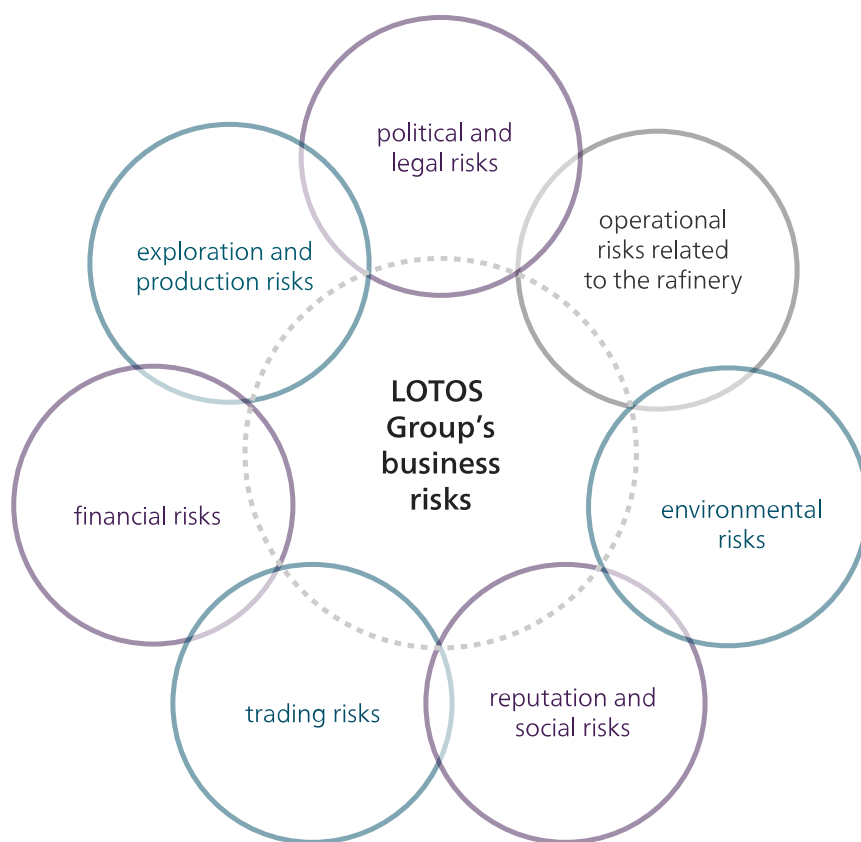 political and
legal risks
operational
risks related
to the rafinery
exploration and
production risks
LOTOS
Group's
business
risks
financial risks
environmental
risks
trading risks
reputation and
social risks